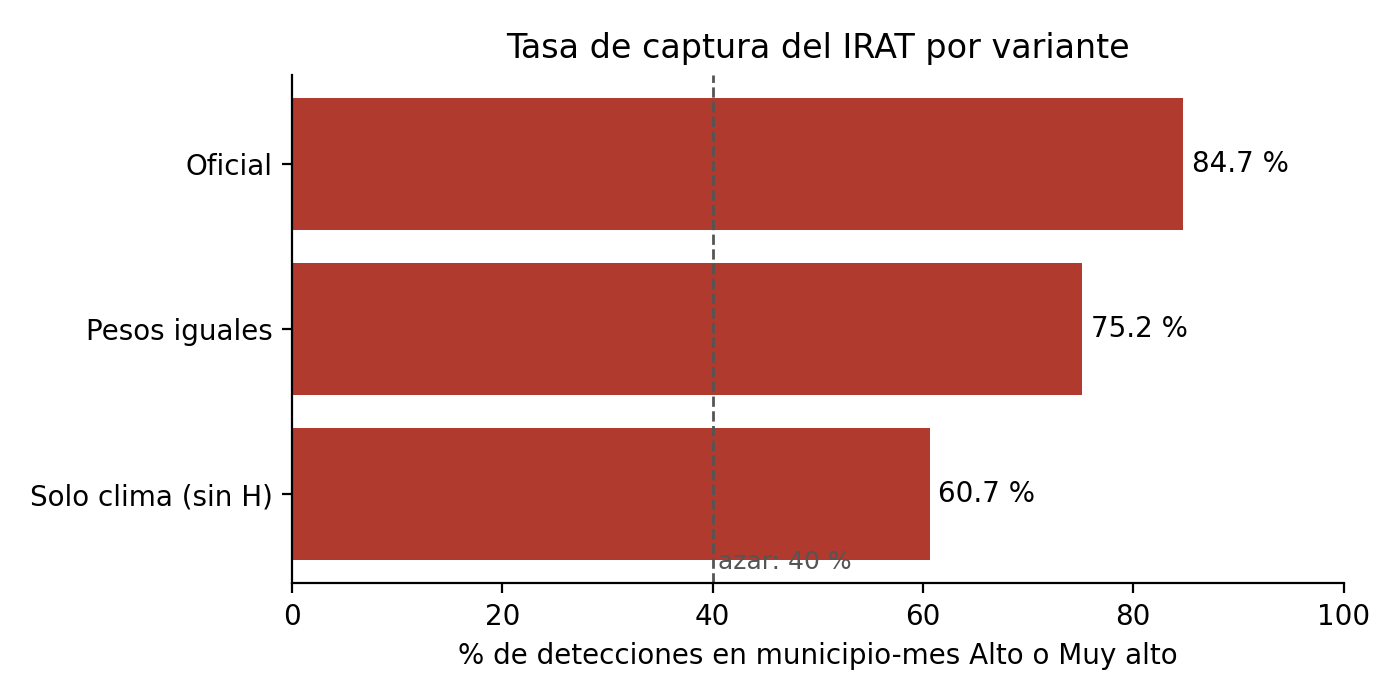 Tasa de captura del IRAT por variante
Oficial
84.7 %
Pesos iguales
75.2 %
Solo clima (sin H)
60.7 %
azar: 40 %
0 20 40 60 80 100
% de detecciones en municipio-mes Alto o Muy alto